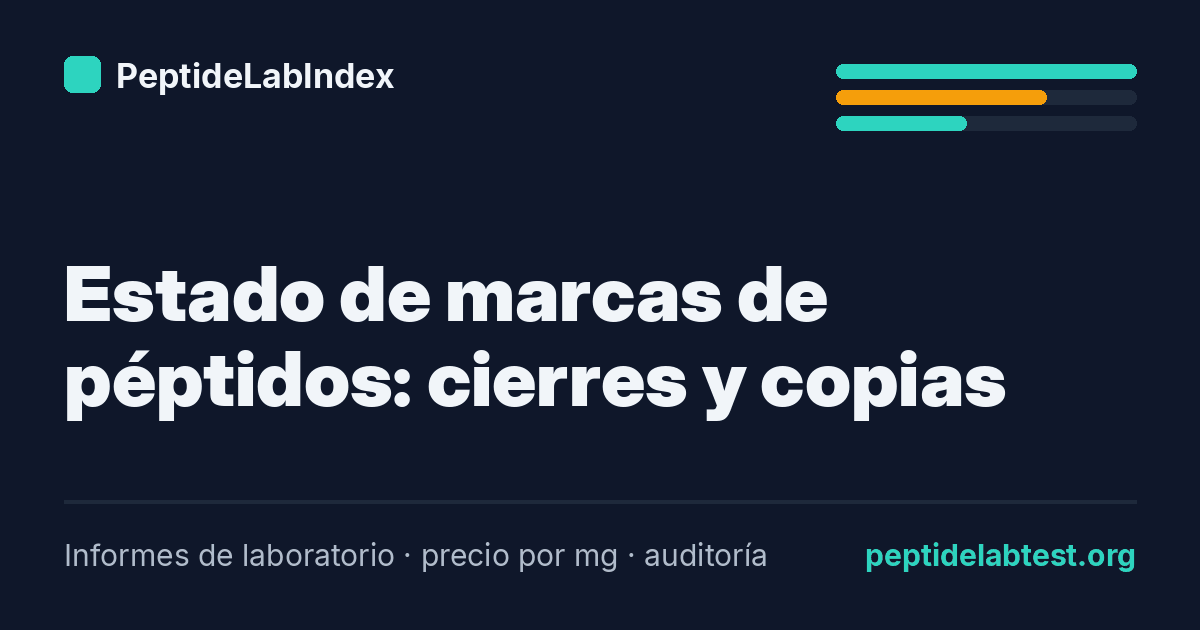 PeptideLabIndex
Estado de marcas de
péptidos: cierres y copias
Informes de laboratorio · precio por mg · auditoría
peptidelabtest.org